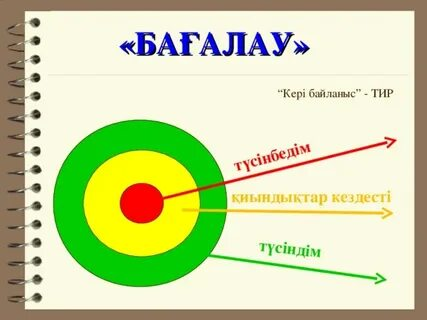 «БАҒАЛАУ»
“Кері байланыс” - ТИР
түсінбедім
қиындықтар кездесті
түсіндім